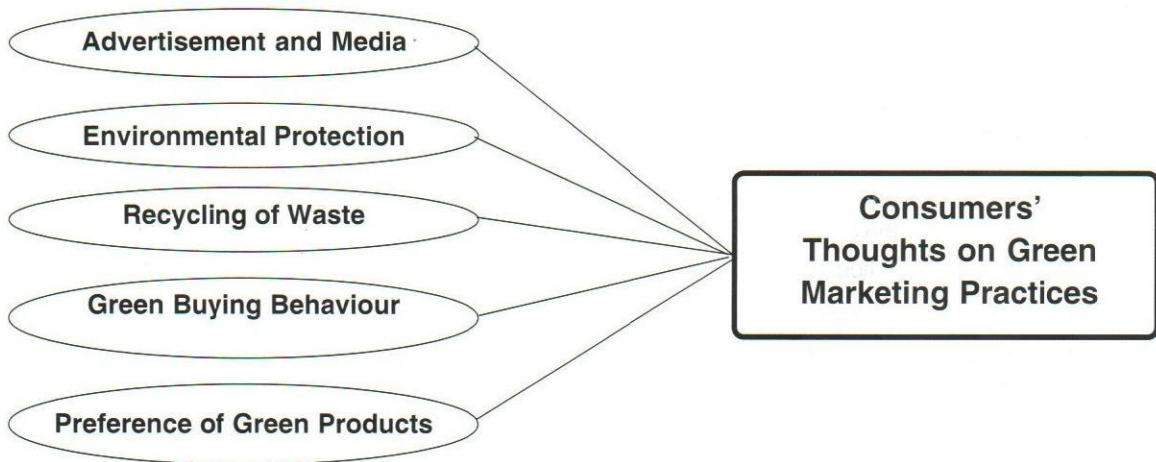 Advertisement and Media
Environmental Protection
Recycling of Waste
Green Buying Behaviour
Preference of Green Products
Consumers'
Thoughts on Green
Marketing Practices